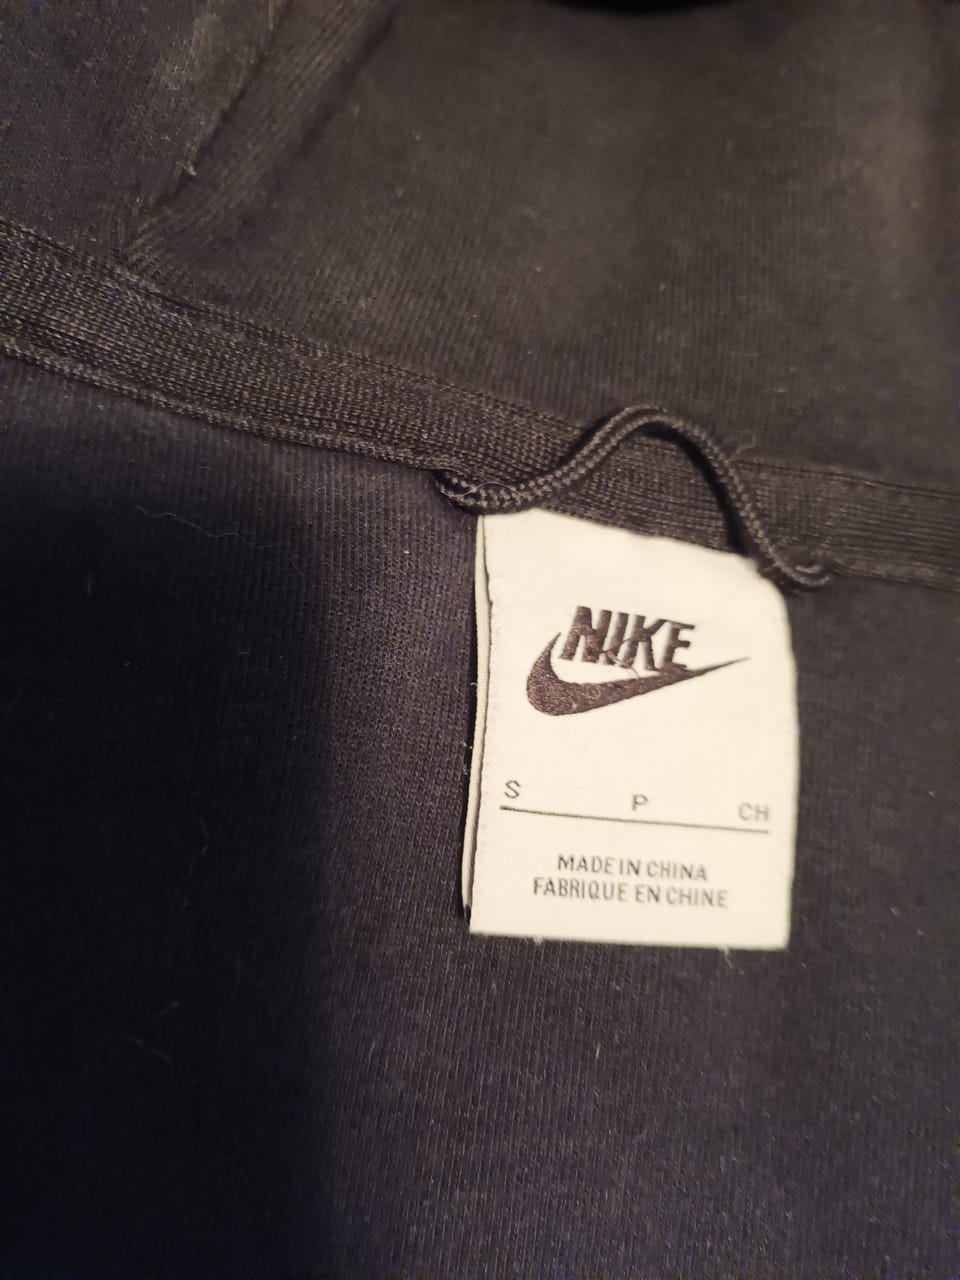 NIKE
S P CH
MADE IN CHINA
FABRIQUE EN CHINE